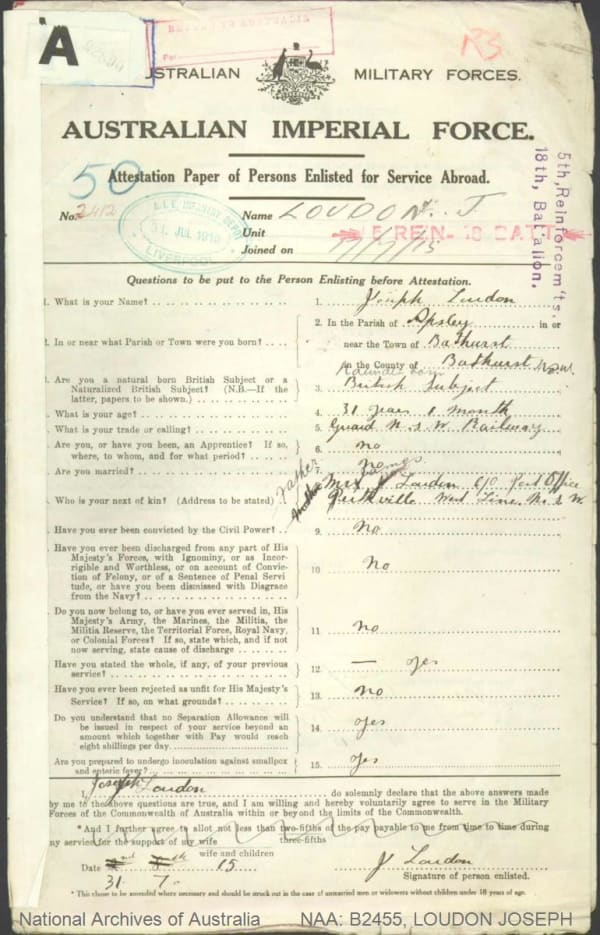 A
RETURN TO AUSTRALIA
R3
AUSTRALIAN MILITARY FORCES.
AUSTRALIAN IMPERIAL FORCE.
50
Attestation Paper of Persons Enlisted for Service Abroad.
5th, Reinforcem'ts.
18th, Battalion.
No. 2412
A.I.F. INFANTRY DEPOT
31 JUL 1915
LIVERPOOL
Name LOUDON. J.
Unit 5 REIN- 18 BATT
Joined on
Questions to be put to the Person Enlisting before Attestation.
1. What is your Name?
1. Joseph Loudon
2. In or near what Parish or Town were you born?
2. In the Parish of Apsley in or
near the Town of Bathurst
in the County of Bathurst N.S.W.
3. Are you a natural born British Subject or a Naturalized British Subject? (N.B.—If the latter, papers to be shown.)
3. Natural born British Subject
4. What is your age?
4. 31 years 1 month
5. What is your trade or calling?
5. Guard N.S.W. Railway
6. Are you, or have you been, an Apprentice? If so, where, to whom, and for what period?
6. no
7. Are you married?
7. no
8. Who is your next of kin? (Address to be stated)
Father
Mother
Mrs J Loudon c/o Post Office
Perthville West Line N.S.W.
9. Have you ever been convicted by the Civil Power?
9. No
Have you ever been discharged from any part of His Majesty's Forces, with Ignominy, or as Incorrigible and Worthless, or on account of Conviction of Felony, or of a Sentence of Penal Servitude, or have you been dismissed with Disgrace from the Navy?
10 no
Do you now belong to, or have you ever served in, His Majesty's Army, the Marines, the Militia, the Militia Reserve, the Territorial Force, Royal Navy, or Colonial Forces? If so, state which, and if not now serving, state cause of discharge
11 no
Have you stated the whole, if any, of your previous service?
12. — yes
Have you ever been rejected as unfit for His Majesty's Service? If so, on what grounds?
13. no
Do you understand that no Separation Allowance will be issued in respect of your service beyond an amount which together with Pay would reach eight shillings per day.
14. yes
Are you prepared to undergo inoculation against smallpox and enteric fever?
15. yes
I, Joseph Loudon do solemnly declare that the above answers made
by me to the above questions are true, and I am willing and hereby voluntarily agree to serve in the Military
Forces of the Commonwealth of Australia within or beyond the limits of the Commonwealth.
*And I further agree to allot not less than two-fifths of the pay payable to me from time to time during
three-fifths
my service for the support of my wife
wife and children
Date 31 7 15
J Loudon
Signature of person enlisted.
* This clause to be amended where necessary and should be struck out in the case of unmarried men or widowers without children under 18 years of age.
National Archives of Australia NAA: B2455, LOUDON JOSEPH